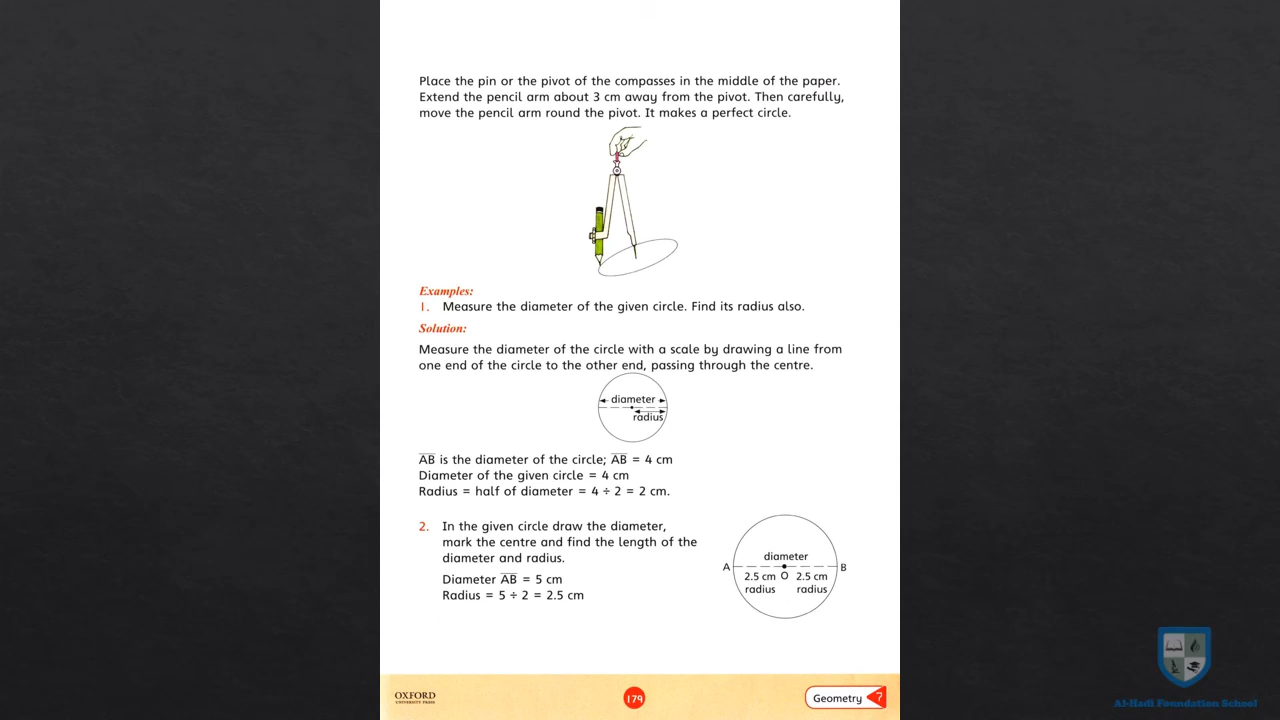 Place the pin or the pivot of the compasses in the middle of the paper.
Extend the pencil arm about 3 cm away from the pivot. Then carefully,
move the pencil arm round the pivot. It makes a perfect circle.
Examples:
1. Measure the diameter of the given circle. Find its radius also.
Solution:
Measure the diameter of the circle with a scale by drawing a line from
one end of the circle to the other end, passing through the centre.
diameter
radius
A̅B̅ is the diameter of the circle; A̅B̅ = 4 cm
Diameter of the given circle = 4 cm
Radius = half of diameter = 4 ÷ 2 = 2 cm.
2. In the given circle draw the diameter,
mark the centre and find the length of the
diameter and radius.
Diameter A̅B̅ = 5 cm
Radius = 5 ÷ 2 = 2.5 cm
diameter
A B
2.5 cm O 2.5 cm
radius radius
OXFORD
UNIVERSITY PRESS
179
Geometry 7
Al-Hadi Foundation School